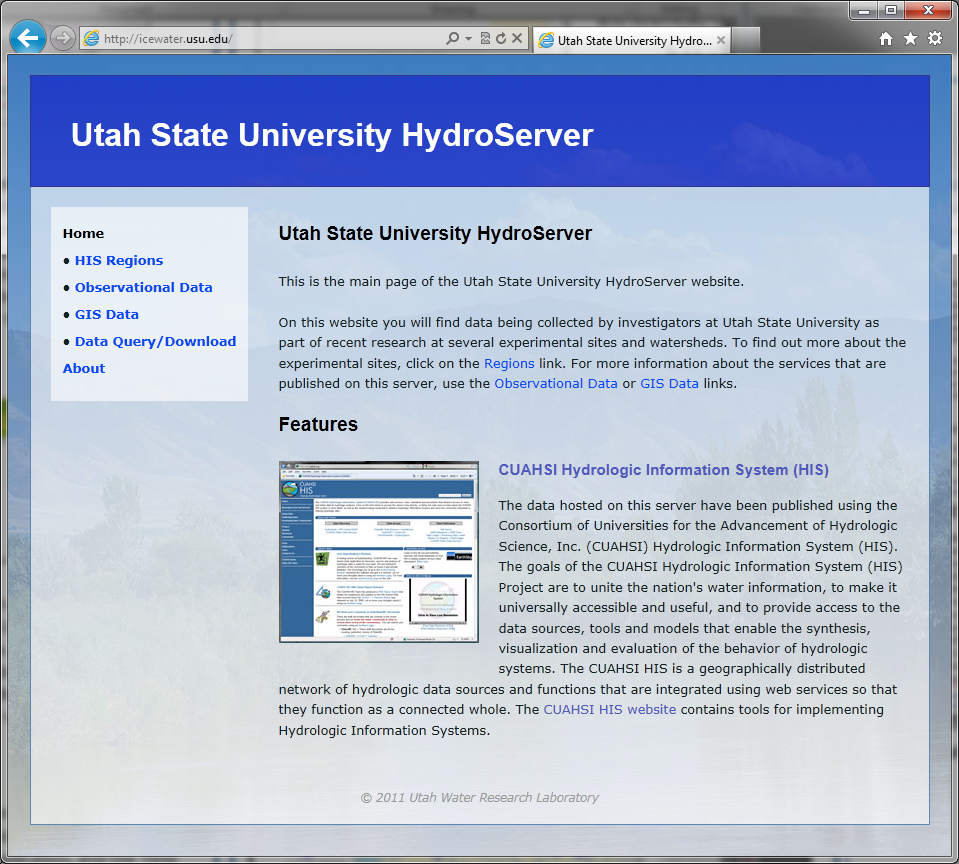 http://icewater.usu.edu/
Utah State University Hydro...
Utah State University HydroServer
Home
• HIS Regions
• Observational Data
• GIS Data
• Data Query/Download
About
Utah State University HydroServer
This is the main page of the Utah State University HydroServer website.
On this website you will find data being collected by investigators at Utah State University as
part of recent research at several experimental sites and watersheds. To find out more about the
experimental sites, click on the Regions link. For more information about the services that are
published on this server, use the Observational Data or GIS Data links.
Features
CUAHSI
HIS
CUAHSI Hydrologic Information System (HIS)
The data hosted on this server have been published using the
Consortium of Universities for the Advancement of Hydrologic
Science, Inc. (CUAHSI) Hydrologic Information System (HIS).
The goals of the CUAHSI Hydrologic Information System (HIS)
Project are to unite the nation's water information, to make it
universally accessible and useful, and to provide access to the
data sources, tools and models that enable the synthesis,
visualization and evaluation of the behavior of hydrologic
systems. The CUAHSI HIS is a geographically distributed
network of hydrologic data sources and functions that are integrated using web services so that
they function as a connected whole. The CUAHSI HIS website contains tools for implementing
Hydrologic Information Systems.
© 2011 Utah Water Research Laboratory